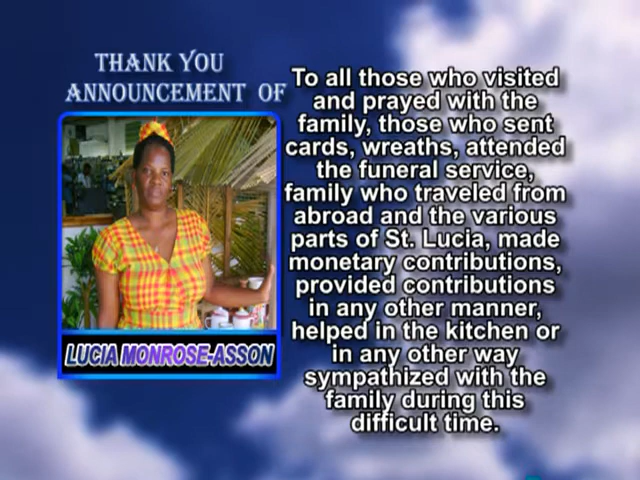 THANK YOU
ANNOUNCEMENT OF
LUCIA MONROSE-ASSON
To all those who visited
and prayed with the
family, those who sent
cards, wreaths, attended
the funeral service,
family who traveled from
abroad and the various
parts of St. Lucia, made
monetary contributions,
provided contributions
in any other manner,
helped in the kitchen or
in any other way
sympathized with the
family during this
difficult time.